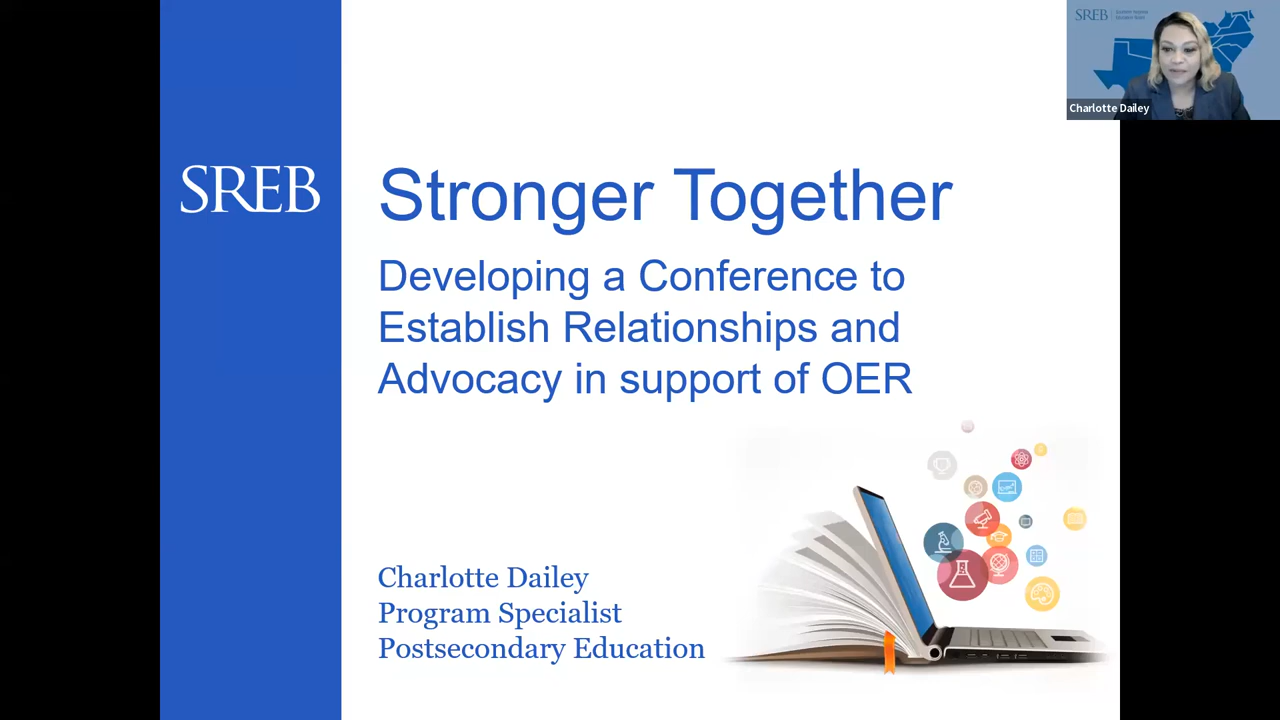 SREB
Stronger Together
Developing a Conference to
Establish Relationships and
Advocacy in support of OER
Charlotte Dailey
Program Specialist
Postsecondary Education
SREB
Charlotte Dailey